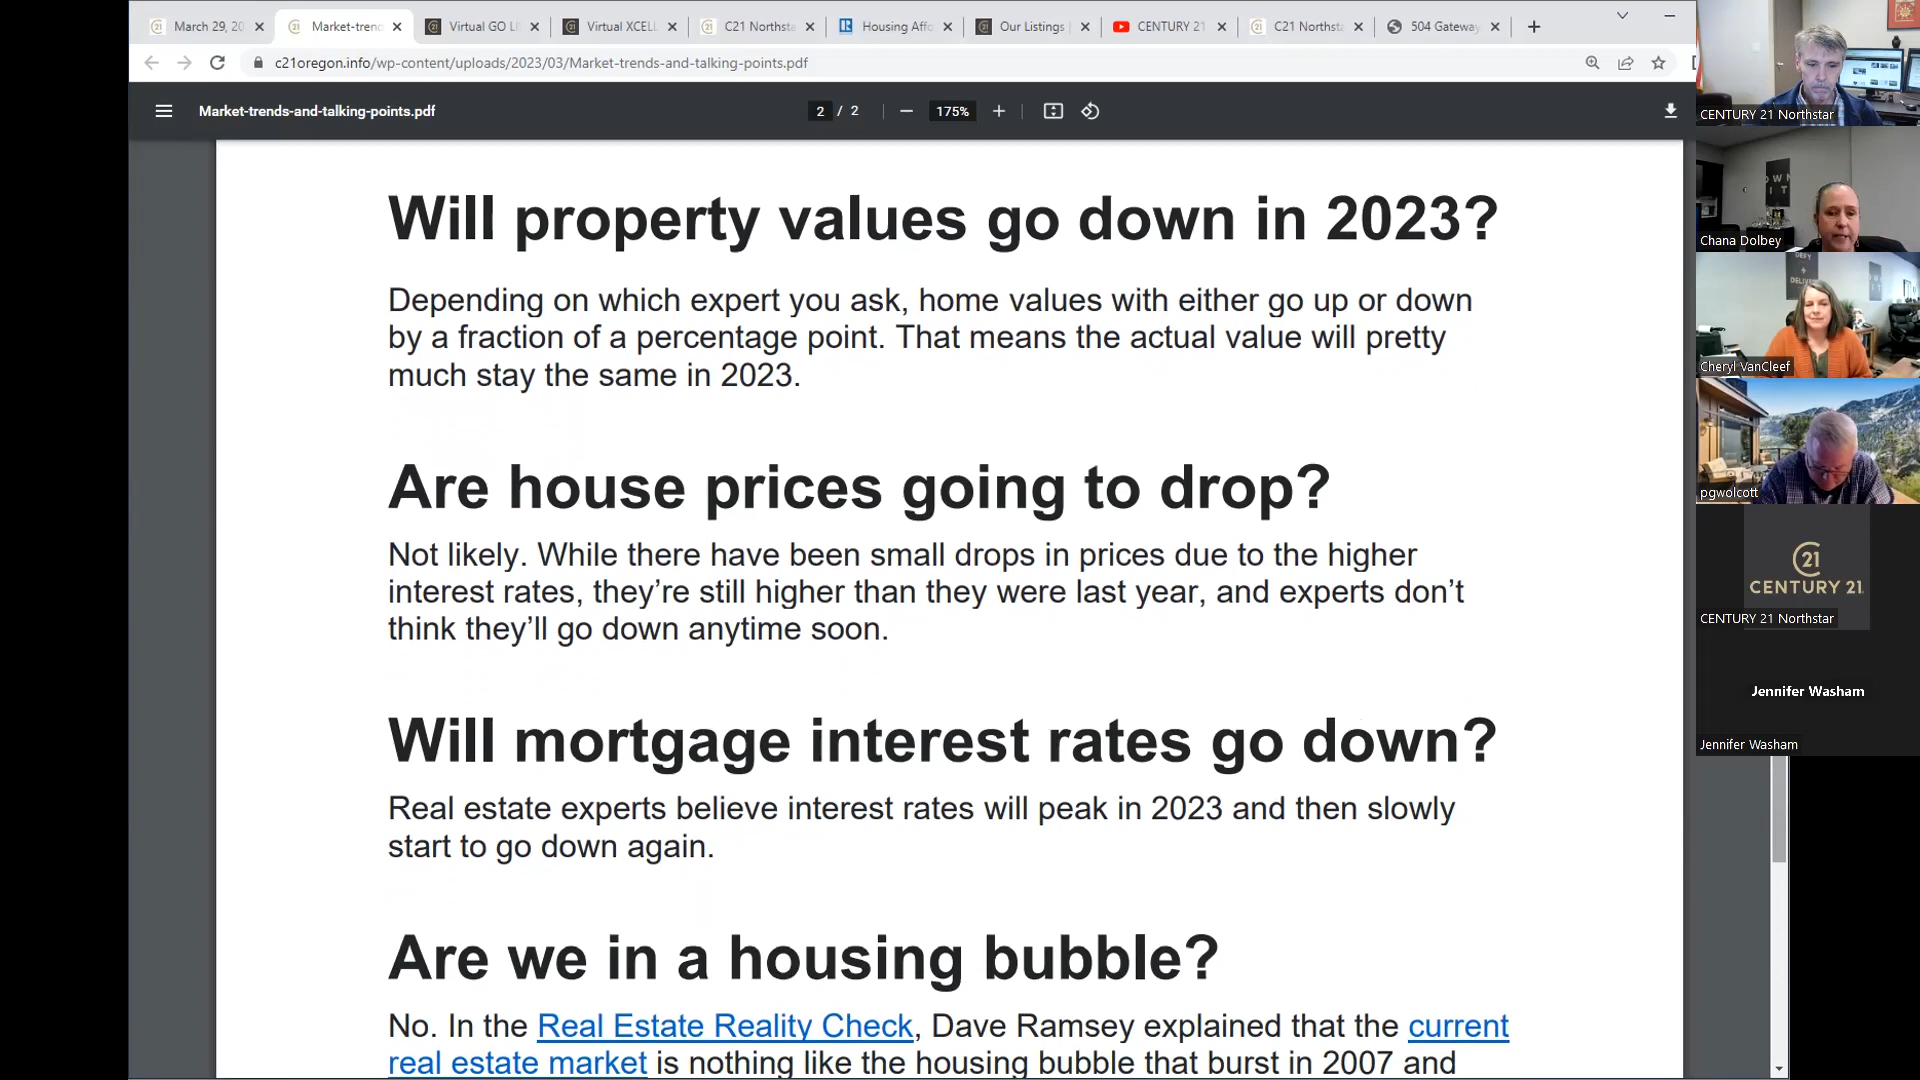 March 29, 20
Market-trend
Virtual GO LI
Virtual XCELL
C21 Northsta
Housing Affo
Our Listings
CENTURY 21
C21 Northsta
504 Gateway
c21oregon.info/wp-content/uploads/2023/03/Market-trends-and-talking-points.pdf
Market-trends-and-talking-points.pdf
2 / 2
175%
Will property values go down in 2023?
Depending on which expert you ask, home values with either go up or down
by a fraction of a percentage point. That means the actual value will pretty
much stay the same in 2023.
Are house prices going to drop?
Not likely. While there have been small drops in prices due to the higher
interest rates, they’re still higher than they were last year, and experts don’t
think they’ll go down anytime soon.
Will mortgage interest rates go down?
Real estate experts believe interest rates will peak in 2023 and then slowly
start to go down again.
Are we in a housing bubble?
No. In the Real Estate Reality Check, Dave Ramsey explained that the current
real estate market is nothing like the housing bubble that burst in 2007 and
CENTURY 21 Northstar
Chana Dolbey
DEFY
+
DELIVER
Cheryl VanCleef
pgwolcott
21
CENTURY 21.
CENTURY 21 Northstar
Jennifer Washam
Jennifer Washam